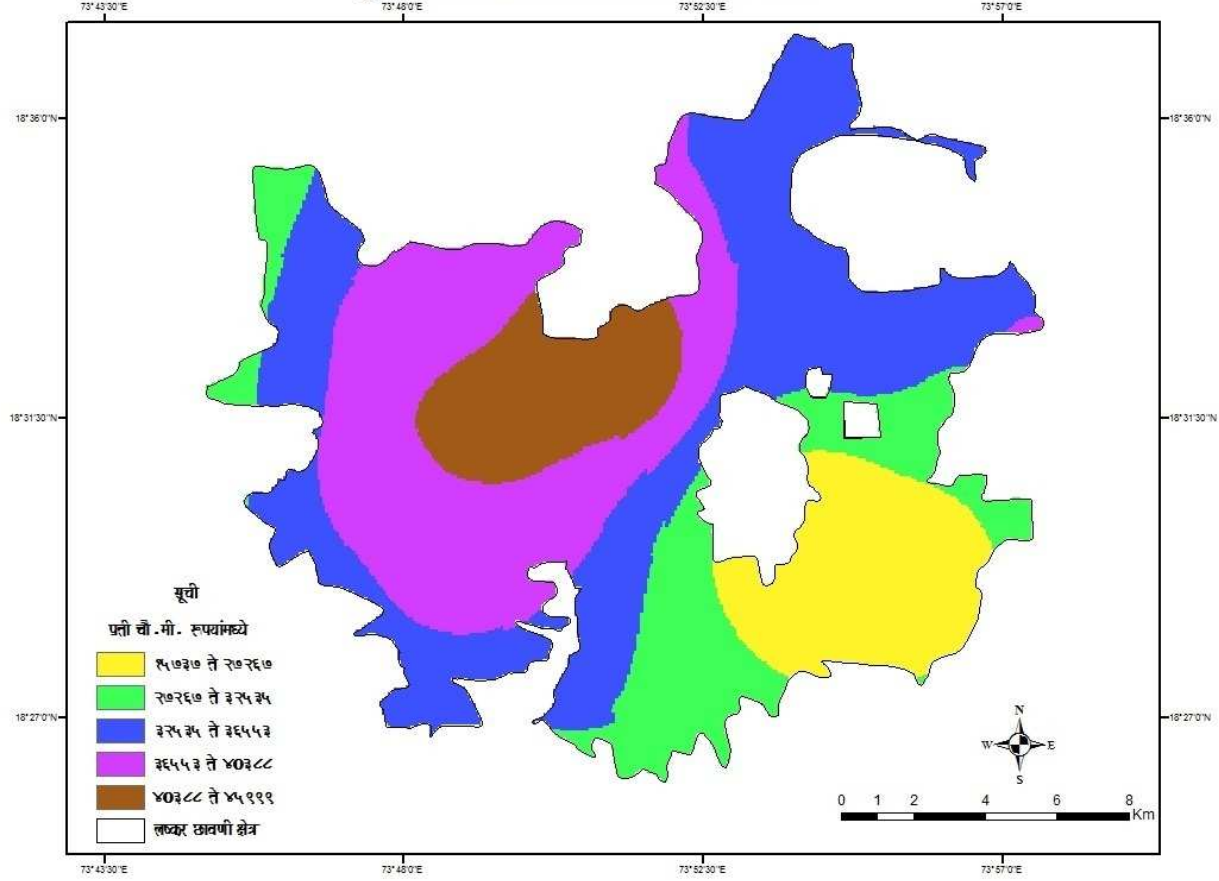 73°43'30"E 73°48'0"E 73°52'30"E 73°57'0"E
18°36'0"N 18°36'0"N
18°31'30"N 18°31'30"N
सूची
प्रती चौ.मी. रूपयांमध्ये
१५७३७ ते २७२६७
२७२६७ ते ३२५३५
18°27'0"N 18°27'0"N
३२५३५ ते ३६५५३
३६५५३ ते ४०३८८
४०३८८ ते ४५९९९
लष्कर छावणी क्षेत्र
N
W E
S
0 1 2 4 6 8
Km
73°43'30"E 73°48'0"E 73°52'30"E 73°57'0"E